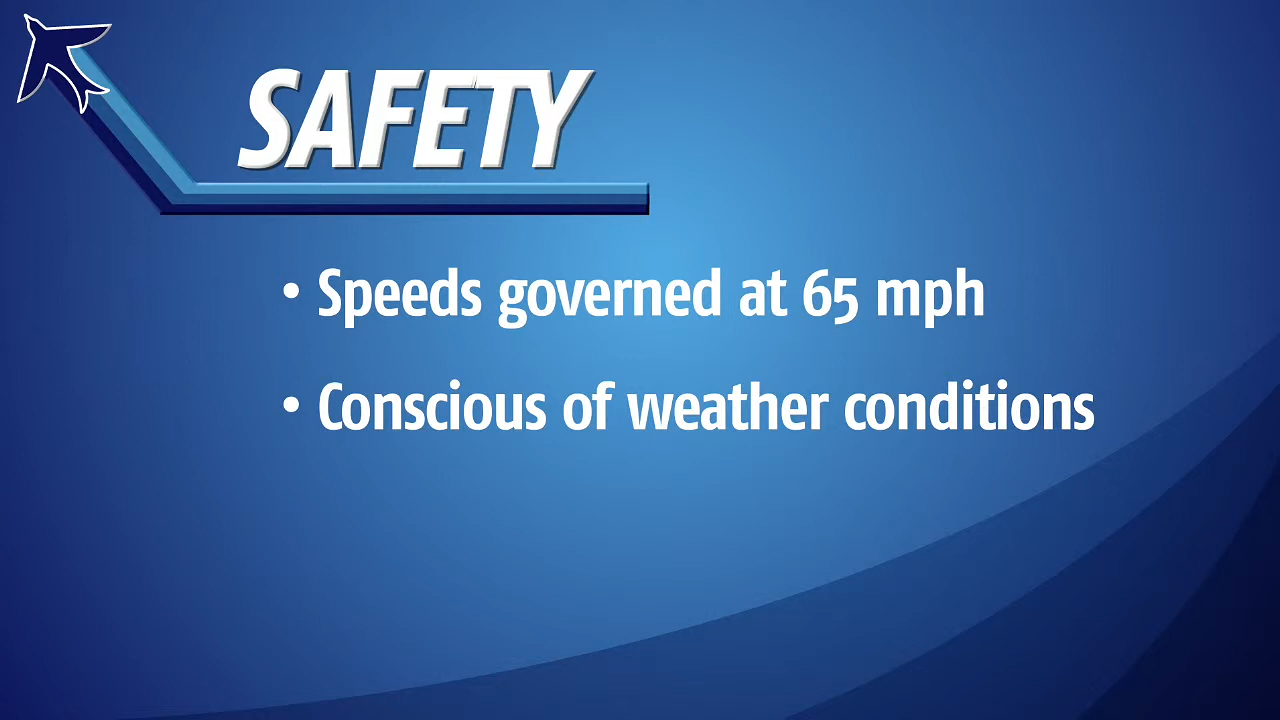 SAFETY
• Speeds governed at 65 mph
• Conscious of weather conditions